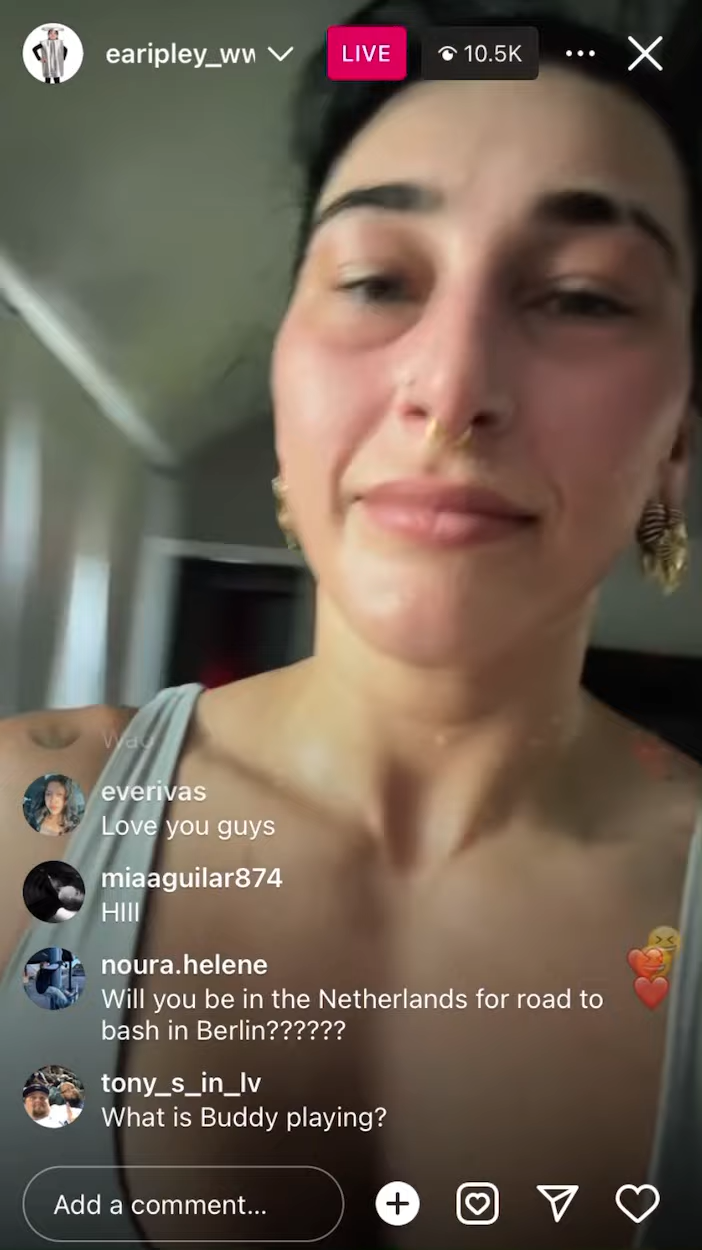 earipley_ww
LIVE
10.5K
Wao
everivas
Love you guys
miaaguilar874
HIII
noura.helene
Will you be in the Netherlands for road to
bash in Berlin??????
tony_s_in_lv
What is Buddy playing?
Add a comment...